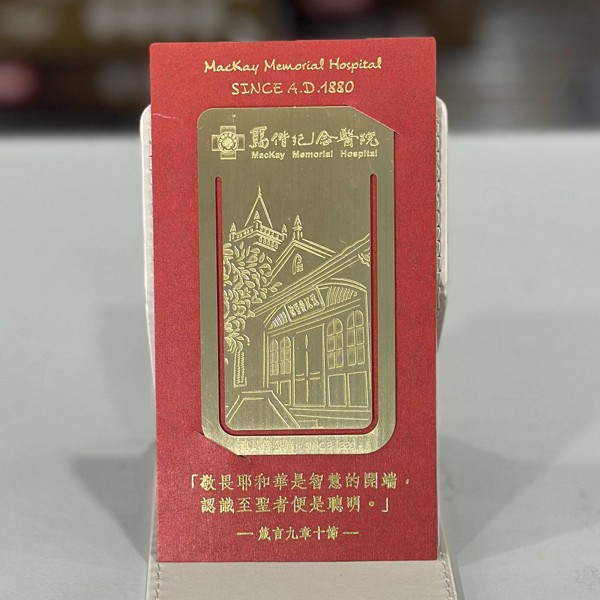 MacKay Memorial Hospital
SINCE A.D.1880
馬偕紀念醫院
MacKay Memorial Hospital
「敬畏耶和華是智慧的開端，
認識至聖者便是聰明。」
— 箴言九章十節 —